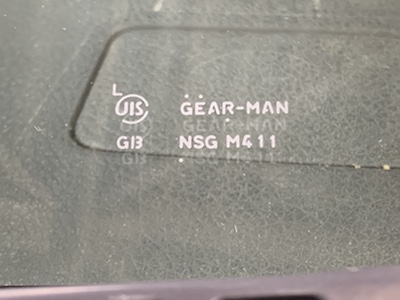 L
JIS GEAR-MAN
GB NSG M411